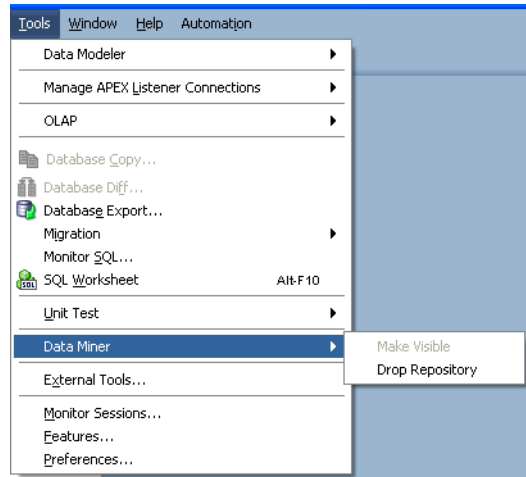 Tools Window Help Automation
Data Modeler
Manage APEX Listener Connections
OLAP
Database Copy...
Database Diff...
Database Export...
Migration
Monitor SQL...
SQL Worksheet Alt-F10
Unit Test
Data Miner
Make Visible
Drop Repository
External Tools...
Monitor Sessions...
Features...
Preferences...